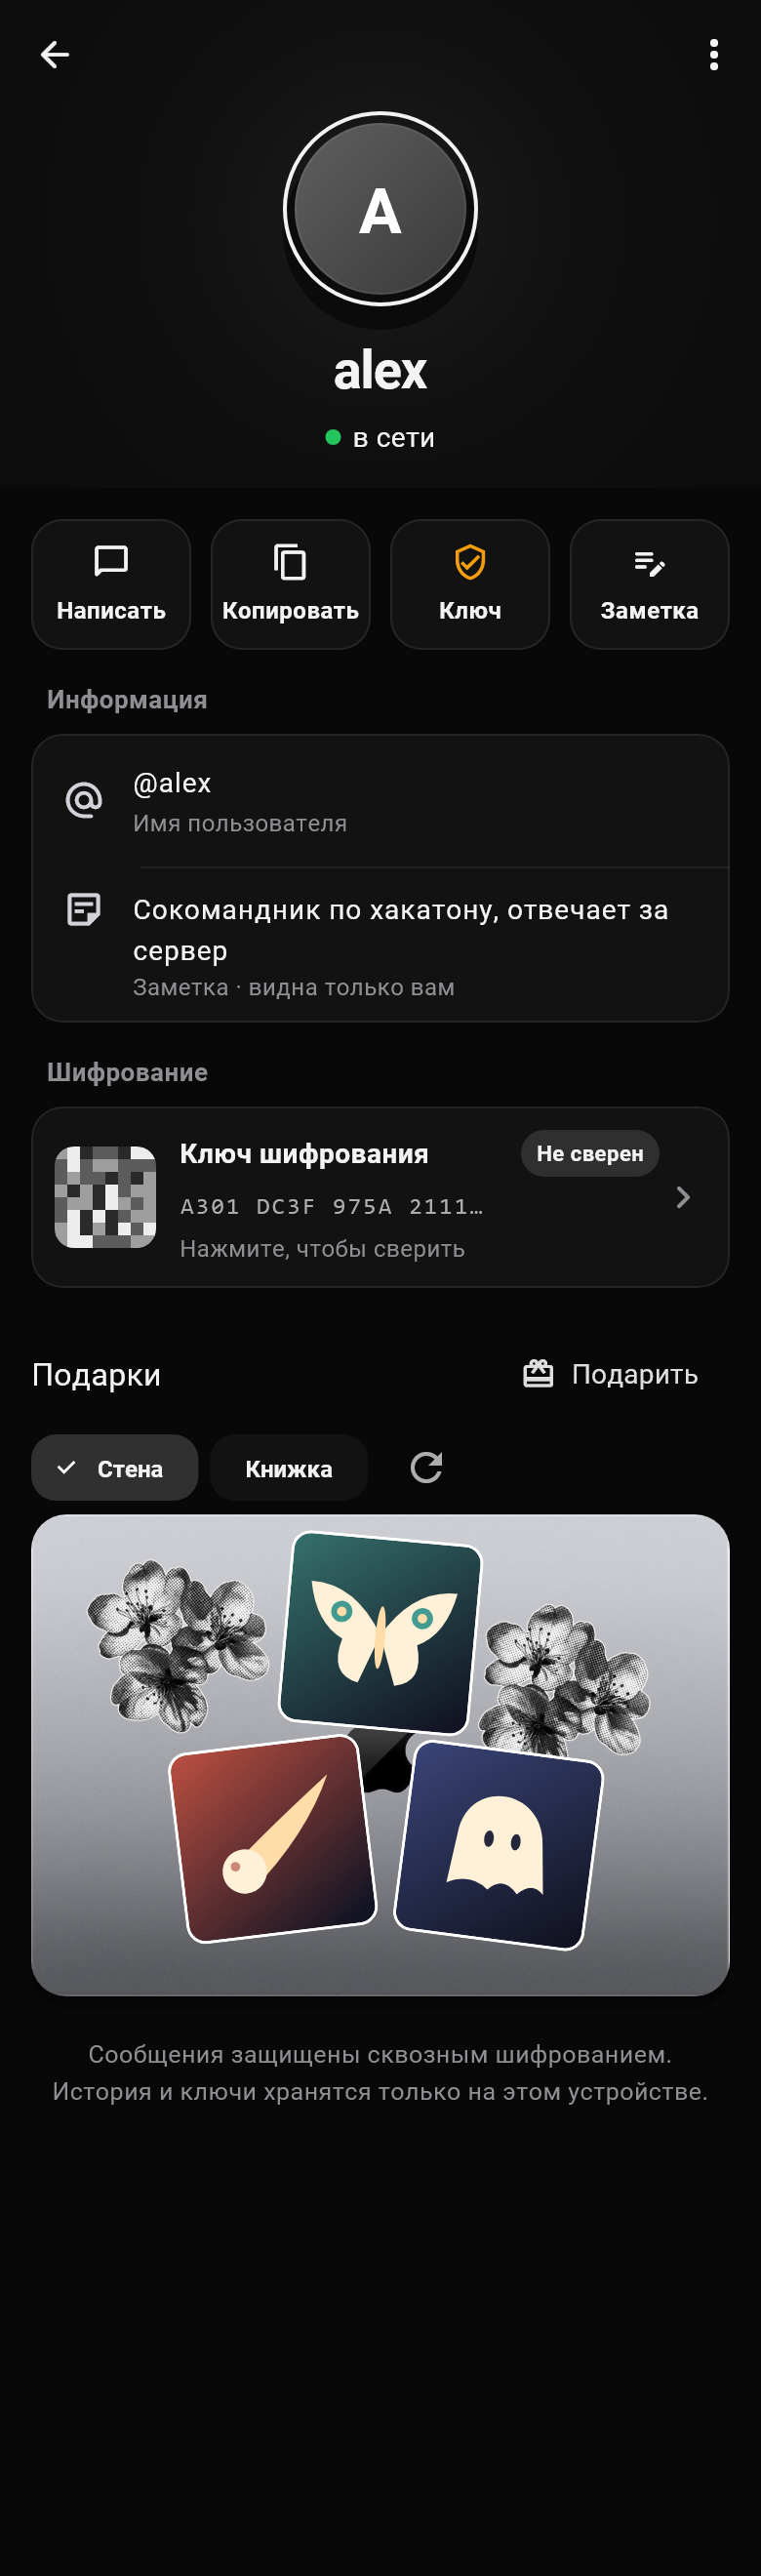 A
alex
в сети
Написать
Копировать
Ключ
Заметка
Информация
@alex
Имя пользователя
Сокомандник по хакатону, отвечает за
сервер
Заметка · видна только вам
Шифрование
Ключ шифрования
Не сверен
A301 DC3F 975A 2111…
Нажмите, чтобы сверить
Подарки
Подарить
Стена
Книжка
Сообщения защищены сквозным шифрованием.
История и ключи хранятся только на этом устройстве.